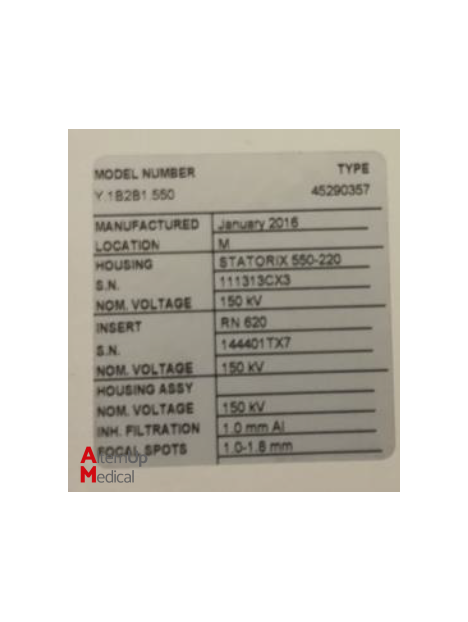 MODEL NUMBER TYPE
Y.1B2B1.550 45290357
MANUFACTURED January 2016
LOCATION M
HOUSING STATORIX 550-220
S.N. 111313CX3
NOM. VOLTAGE 150 kV
INSERT RN 620
S.N. 144401TX7
NOM. VOLTAGE 150 kV
HOUSING ASSY
NOM. VOLTAGE 150 kV
INH. FILTRATION 1.0 mm Al
FOCAL SPOTS 1.0-1.8 mm
AlternUp
Medical